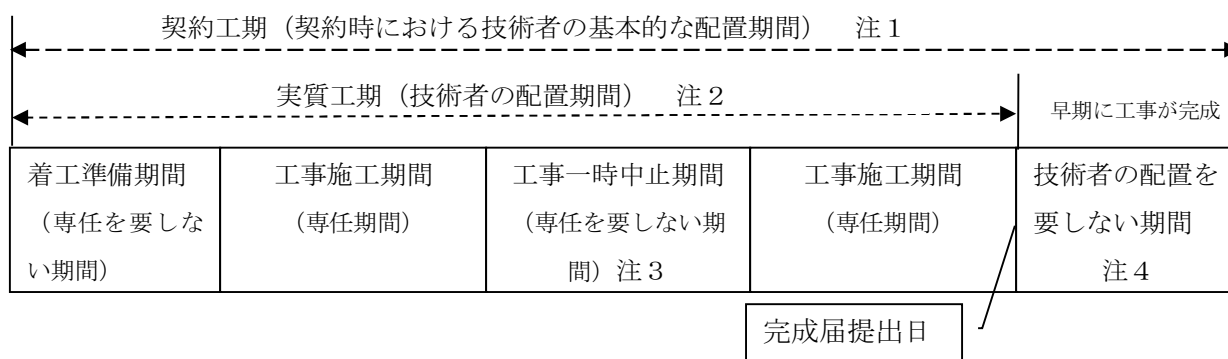 契約工期（契約時における技術者の基本的な配置期間）　注１
実質工期（技術者の配置期間）　注２
早期に工事が完成
着工準備期間
（専任を要しな
い期間）
工事施工期間
（専任期間）
工事一時中止期間
（専任を要しない期
間）注３
工事施工期間
（専任期間）
技術者の配置を
要しない期間
注４
完成届提出日